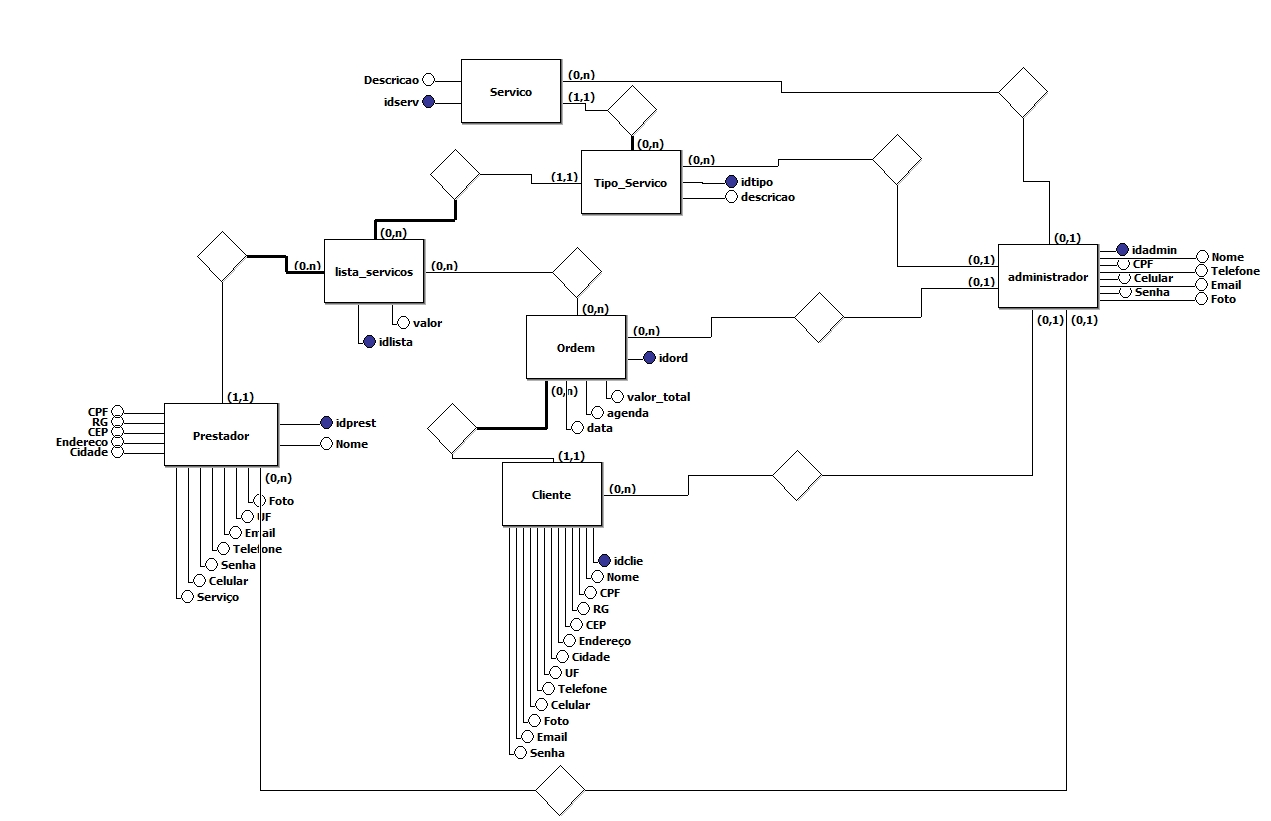 Descricao
idserv
Servico
(0,n)
(1,1)
(0,n)
Tipo_Servico
(1,1)
(0,n)
idtipo
descricao
(0,n)
(0,n)
lista_servicos
(0,n)
valor
idlista
(0,n)
Ordem
(0,n)
idord
(0,n)
valor_total
agenda
data
(0,1)
(0,1)
(0,1)
administrador
(0,1)
(0,1)
idadmin
CPF
Celular
Senha
Nome
Telefone
Email
Foto
(1,1)
Prestador
CPF
RG
CEP
Endereço
Cidade
idprest
Nome
(0,n)
Foto
UF
Email
Telefone
Senha
Celular
Serviço
(1,1)
Cliente
(0,n)
idclie
Nome
CPF
RG
CEP
Endereço
Cidade
UF
Telefone
Celular
Foto
Email
Senha